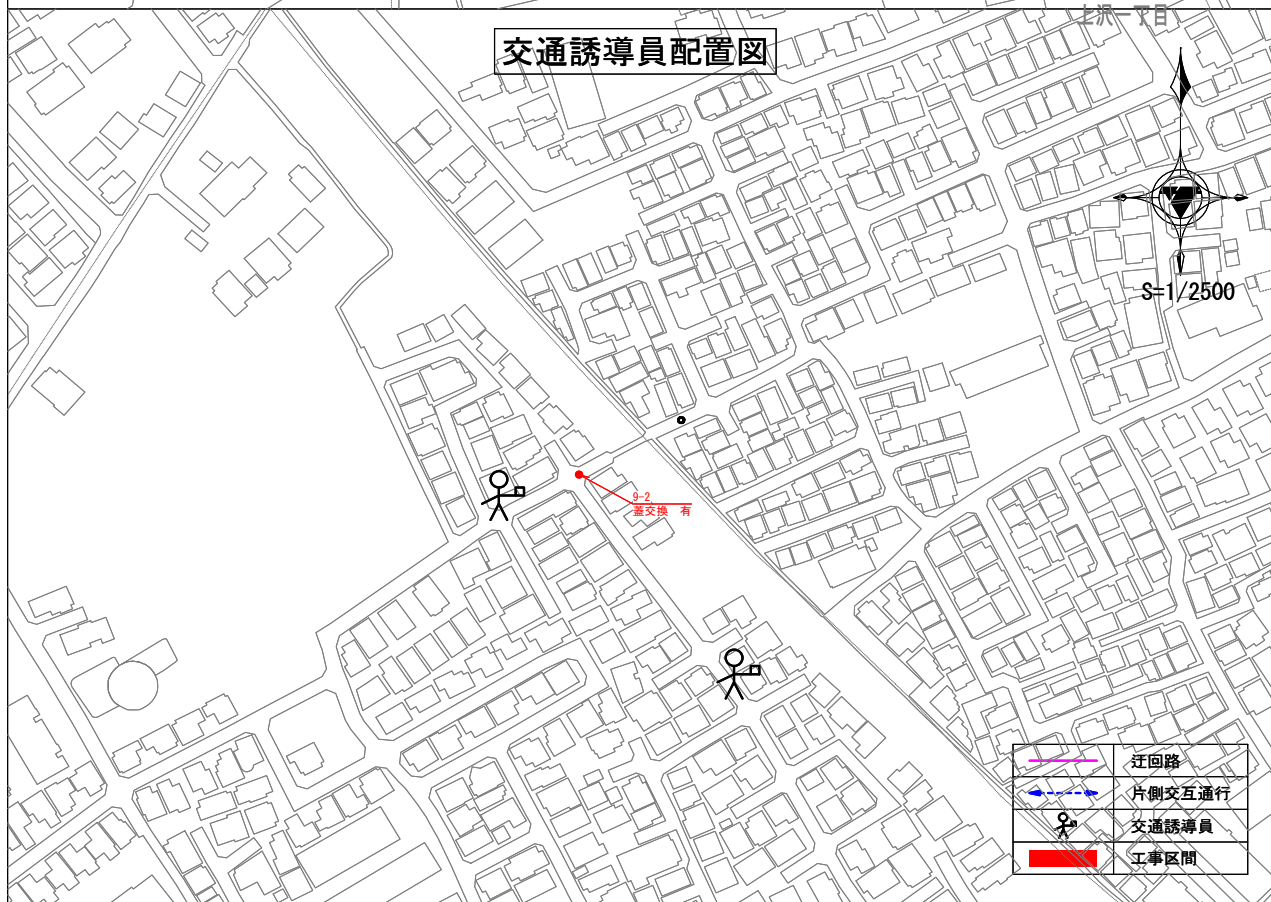 上沢一丁目
交通誘導員配置図
S=1/2500
9-2
蓋交換 有
迂回路
片側交互通行
交通誘導員
工事区間